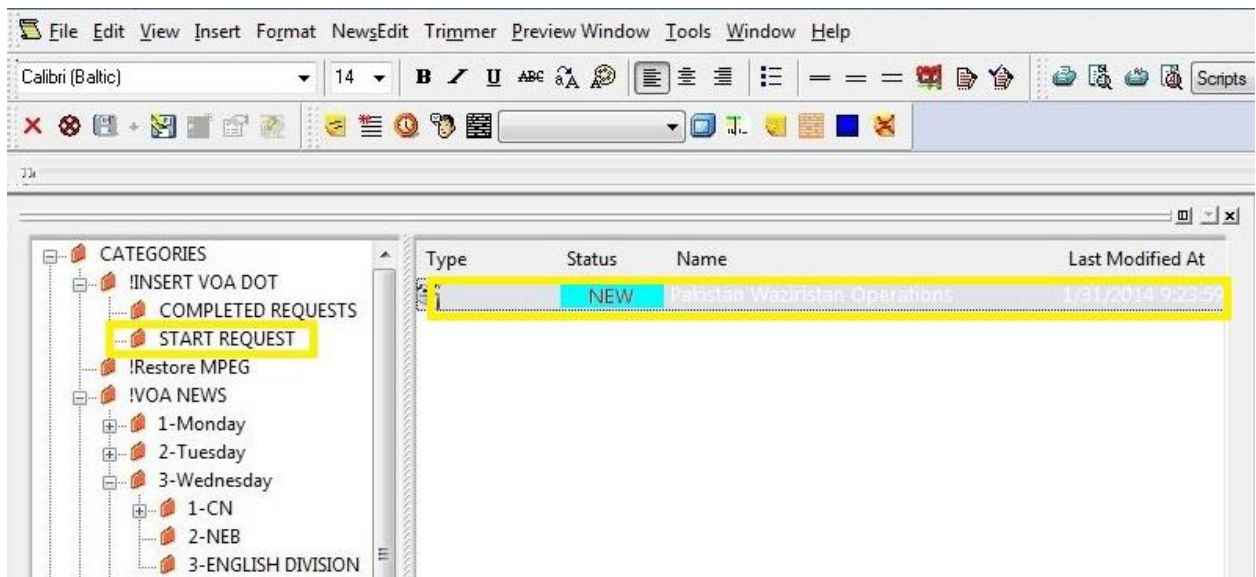 File Edit View Insert Format NewsEdit Trimmer Preview Window Tools Window Help
Calibri (Baltic) 14 B I U ABC Scripts
CATEGORIES
!INSERT VOA DOT
COMPLETED REQUESTS
START REQUEST
!Restore MPEG
!VOA NEWS
1-Monday
2-Tuesday
3-Wednesday
1-CN
2-NEB
3-ENGLISH DIVISION
Type Status Name Last Modified At
NEW Pakistan Waziristan Operations 1/31/2014 9:23:59